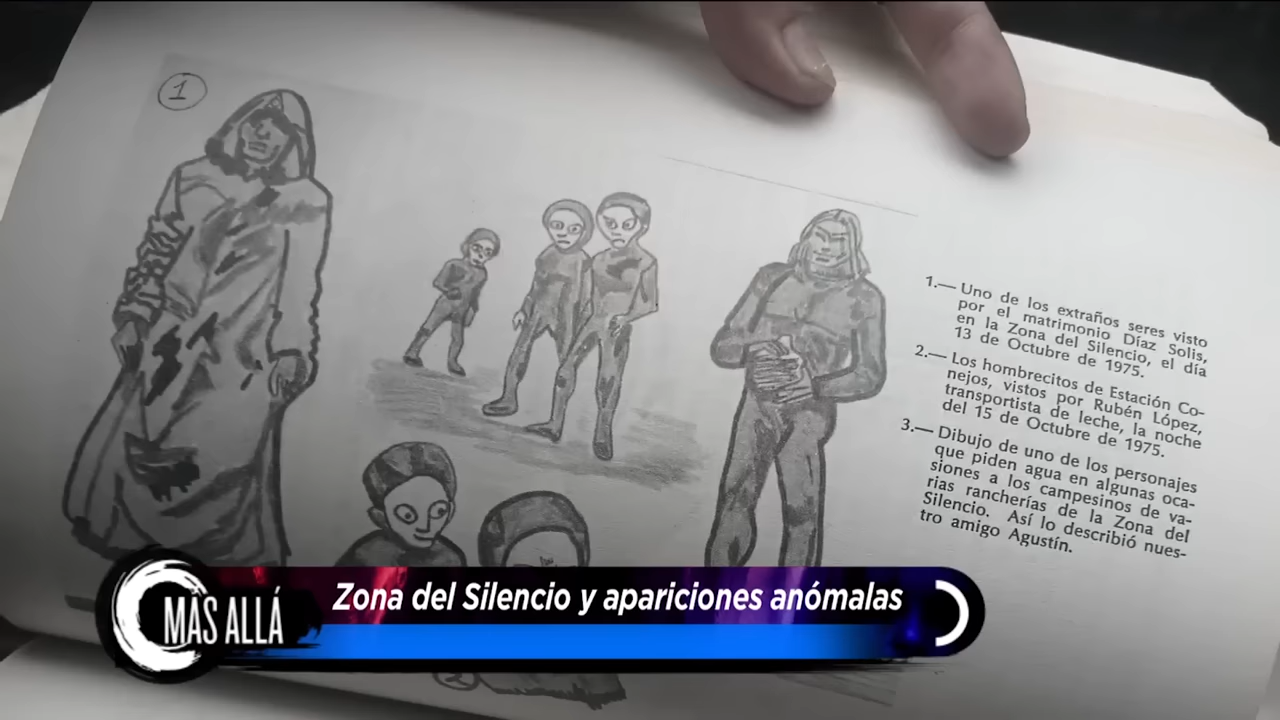 1
1.— Uno de los extraños seres visto
por el matrimonio Díaz Solis,
en la Zona del Silencio, el día
13 de Octubre de 1975.
2.— Los hombrecitos de Estación Co-
nejos, vistos por Rubén López,
transportista de leche, la noche
del 15 de Octubre de 1975.
3.— Dibujo de uno de los personajes
que piden agua en algunas oca-
siones a los campesinos de va-
rias rancherías de la Zona del
Silencio. Así lo describió nues-
tro amigo Agustín.
Zona del Silencio y apariciones anómalas
MÁS ALLÁ